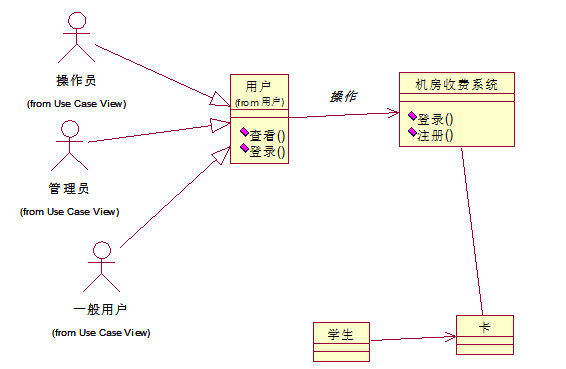 操作员
(from Use Case View)
管理员
(from Use Case View)
一般用户
(from Use Case View)
用户
(from 用户)
查看()
登录()
操作
机房收费系统
登录()
注册()
学生
卡